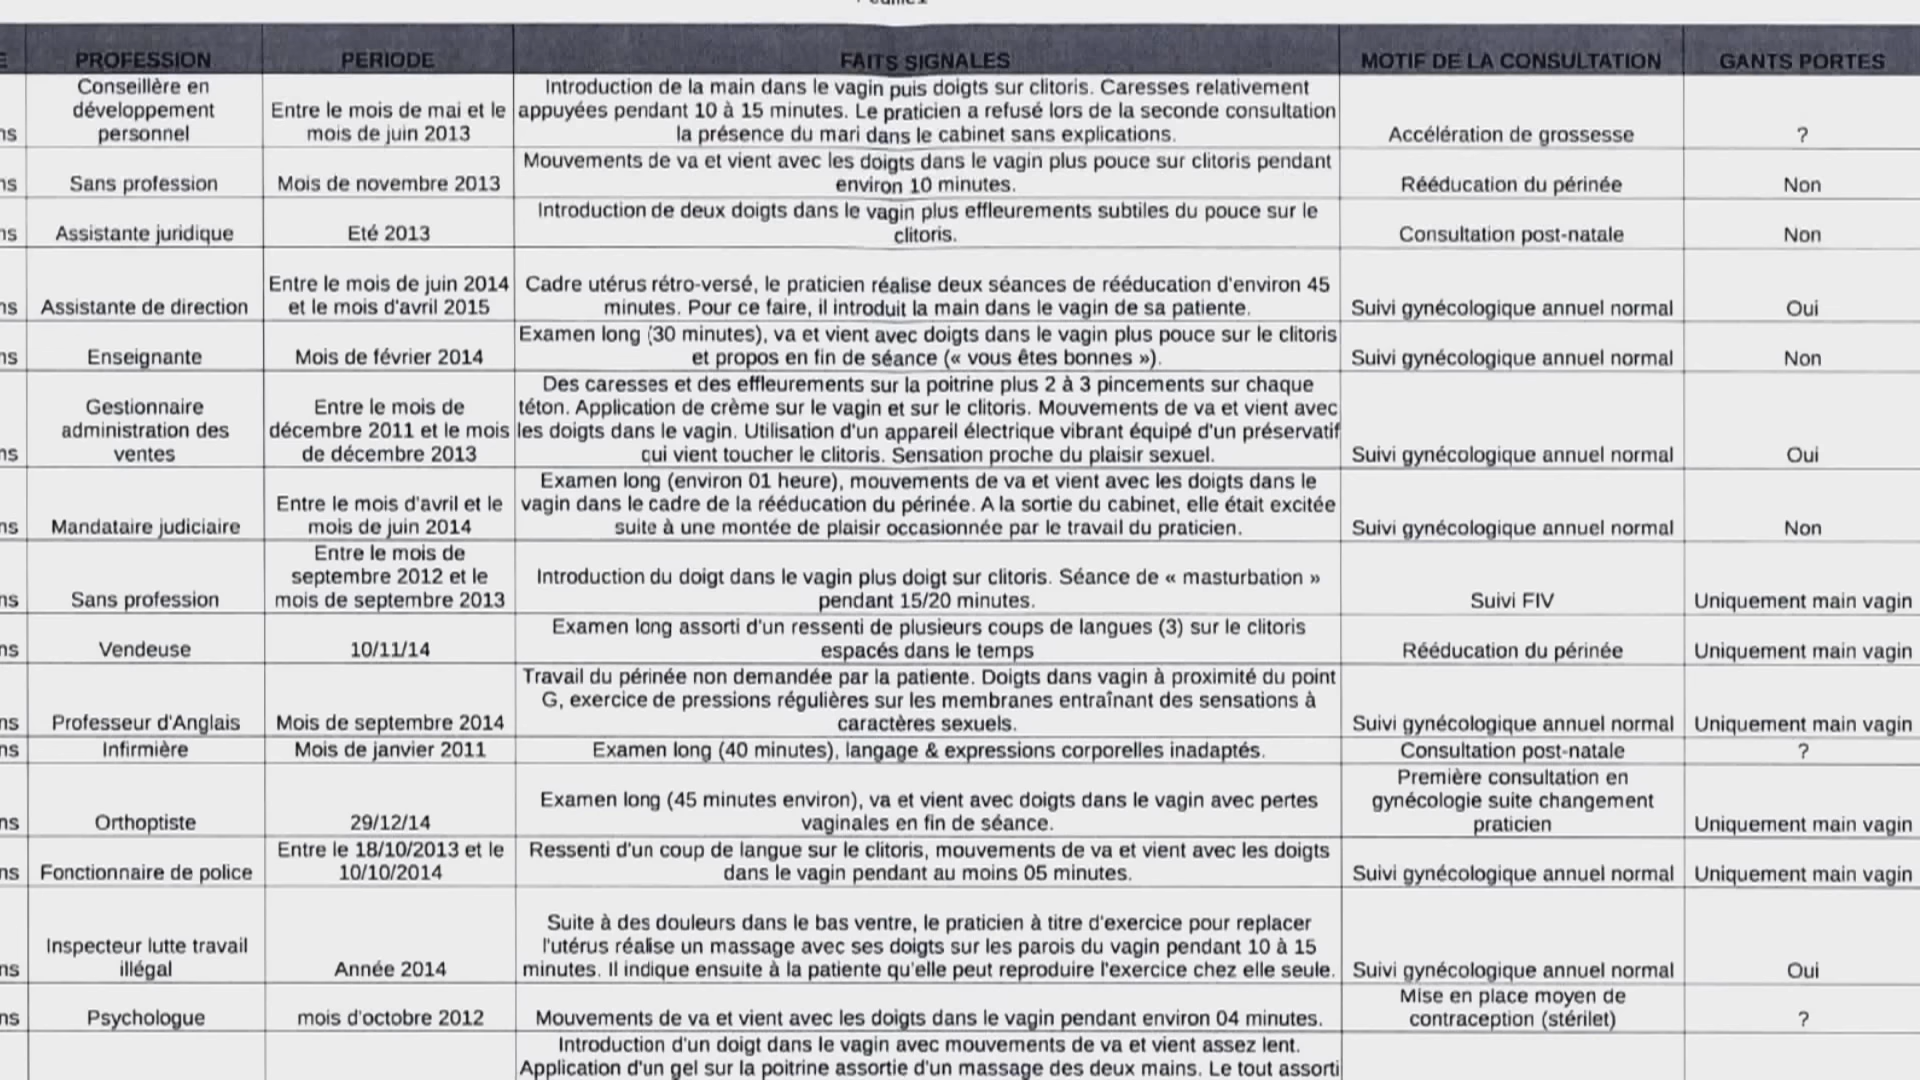 PROFESSION PERIODE FAITS SIGNALES MOTIF DE LA CONSULTATION GANTS PORTES
Conseillère en
développement
personnel
Entre le mois de mai et le
mois de juin 2013
Introduction de la main dans le vagin puis doigts sur clitoris. Caresses relativement
appuyées pendant 10 à 15 minutes. Le praticien a refusé lors de la seconde consultation
la présence du mari dans le cabinet sans explications.
Accélération de grossesse
?
ns
Sans profession
Mois de novembre 2013
Mouvements de va et vient avec les doigts dans le vagin plus pouce sur clitoris pendant
environ 10 minutes.
Rééducation du périnée
Non
ns
Assistante juridique
Eté 2013
Introduction de deux doigts dans le vagin plus effleurements subtiles du pouce sur le
clitoris.
Consultation post-natale
Non
ns
Assistante de direction
Entre le mois de juin 2014
et le mois d'avril 2015
Cadre utérus rétro-versé, le praticien réalise deux séances de rééducation d'environ 45
minutes. Pour ce faire, il introduit la main dans le vagin de sa patiente.
Suivi gynécologique annuel normal
Oui
ns
Enseignante
Mois de février 2014
Examen long (30 minutes), va et vient avec doigts dans le vagin plus pouce sur le clitoris
et propos en fin de séance (« vous êtes bonnes »).
Suivi gynécologique annuel normal
Non
ns
Gestionnaire
administration des
ventes
Entre le mois de
décembre 2011 et le mois
de décembre 2013
Des caresses et des effleurements sur la poitrine plus 2 à 3 pincements sur chaque
téton. Application de crème sur le vagin et sur le clitoris. Mouvements de va et vient avec
les doigts dans le vagin. Utilisation d'un appareil électrique vibrant équipé d'un préservatif
qui vient toucher le clitoris. Sensation proche du plaisir sexuel.
Suivi gynécologique annuel normal
Oui
ns
Mandataire judiciaire
Entre le mois d'avril et le
mois de juin 2014
Examen long (environ 01 heure), mouvements de va et vient avec les doigts dans le
vagin dans le cadre de la rééducation du périnée. A la sortie du cabinet, elle était excitée
suite à une montée de plaisir occasionnée par le travail du praticien.
Suivi gynécologique annuel normal
Non
ns
Sans profession
Entre le mois de
septembre 2012 et le
mois de septembre 2013
Introduction du doigt dans le vagin plus doigt sur clitoris. Séance de « masturbation »
pendant 15/20 minutes.
Suivi FIV
Uniquement main vagin
ns
Vendeuse
10/11/14
Examen long assorti d'un ressenti de plusieurs coups de langues (3) sur le clitoris
espacés dans le temps
Rééducation du périnée
Uniquement main vagin
ns
Professeur d'Anglais
Mois de septembre 2014
Travail du périnée non demandée par la patiente. Doigts dans vagin à proximité du point
G, exercice de pressions régulières sur les membranes entraînant des sensations à
caractères sexuels.
Suivi gynécologique annuel normal
Uniquement main vagin
ns
Infirmière
Mois de janvier 2011
Examen long (40 minutes), langage & expressions corporelles inadaptés.
Consultation post-natale
?
ns
Orthoptiste
29/12/14
Examen long (45 minutes environ), va et vient avec doigts dans le vagin avec pertes
vaginales en fin de séance.
Première consultation en
gynécologie suite changement
praticien
Uniquement main vagin
ns
Fonctionnaire de police
Entre le 18/10/2013 et le
10/10/2014
Ressenti d'un coup de langue sur le clitoris, mouvements de va et vient avec les doigts
dans le vagin pendant au moins 05 minutes.
Suivi gynécologique annuel normal
Uniquement main vagin
ns
Inspecteur lutte travail
illégal
Année 2014
Suite à des douleurs dans le bas ventre, le praticien à titre d'exercice pour replacer
l'utérus réalise un massage avec ses doigts sur les parois du vagin pendant 10 à 15
minutes. Il indique ensuite à la patiente qu'elle peut reproduire l'exercice chez elle seule.
Suivi gynécologique annuel normal
Oui
ns
Psychologue
mois d'octobre 2012
Mouvements de va et vient avec les doigts dans le vagin pendant environ 04 minutes.
Mise en place moyen de
contraception (stérilet)
?
Introduction d'un doigt dans le vagin avec mouvements de va et vient assez lent.
Application d'un gel sur la poitrine assortie d'un massage des deux mains. Le tout assorti